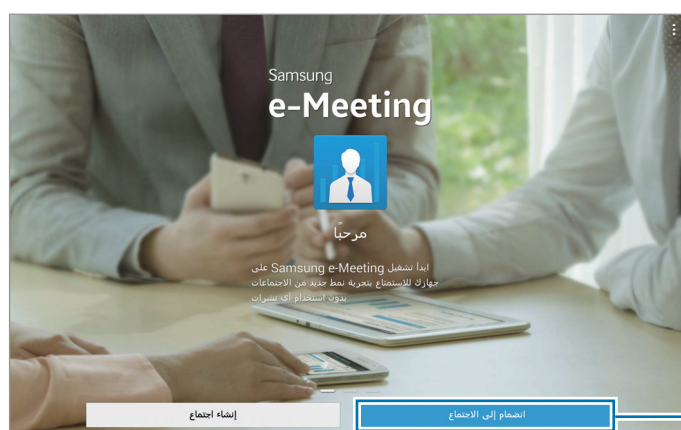 Samsung
e-Meeting
مرحبًا
ابدأ تشغيل Samsung e-Meeting على
جهازك للاستمتاع بتجربة نمط جديد من الاجتماعات
بدون استخدام أي نشرات
إنشاء اجتماع
انضمام إلى الاجتماع